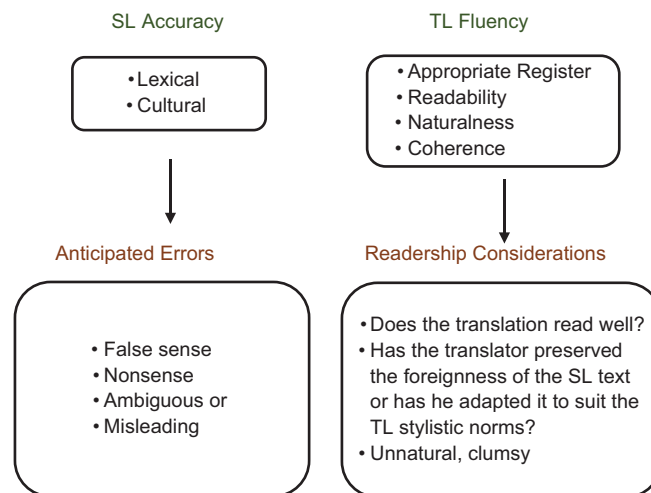 SL Accuracy
• Lexical
• Cultural
Anticipated Errors
• False sense
• Nonsense
• Ambiguous or
• Misleading
TL Fluency
• Appropriate Register
• Readability
• Naturalness
• Coherence
Readership Considerations
• Does the translation read well?
• Has the translator preserved
the foreignness of the SL text
or has he adapted it to suit the
TL stylistic norms?
• Unnatural, clumsy